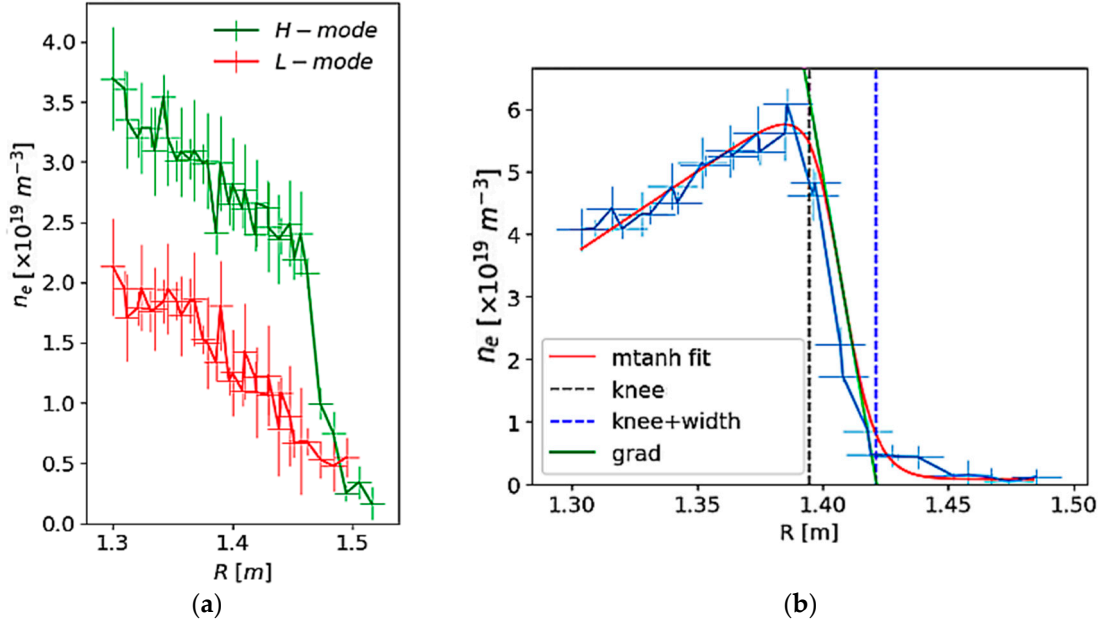 H − mode
L − mode
4.0
3.5
3.0
2.5
2.0
1.5
1.0
0.5
0.0
n_e [×10^19 m^−3]
1.3 1.4 1.5
R [m]
(a)
6
5
4
3
2
1
0
n_e [×10^19 m^−3]
mtanh fit
knee
knee+width
grad
1.30 1.35 1.40 1.45 1.50
R [m]
(b)